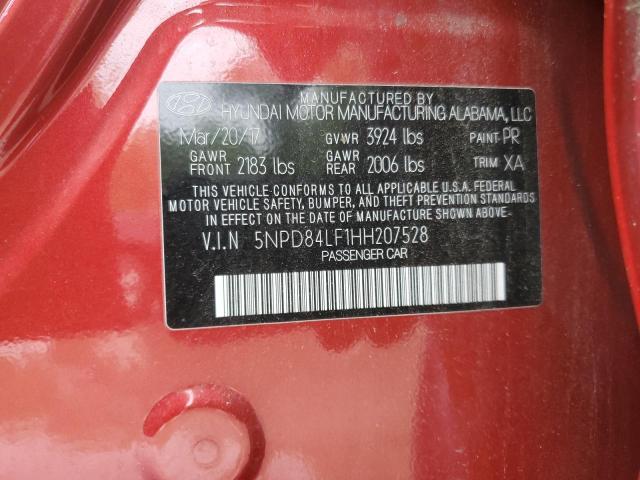 MANUFACTURED BY
HYUNDAI MOTOR MANUFACTURING ALABAMA, LLC
Mar/20/17 GVWR 3924 lbs PAINT PR
GAWR FRONT 2183 lbs GAWR REAR 2006 lbs TRIM XA
THIS VEHICLE CONFORMS TO ALL APPLICABLE U.S.A. FEDERAL
MOTOR VEHICLE SAFETY, BUMPER, AND THEFT PREVENTION STANDARDS
IN EFFECT ON THE DATE OF MANUFACTURE SHOWN ABOVE.
V.I.N 5NPD84LF1HH207528
PASSENGER CAR